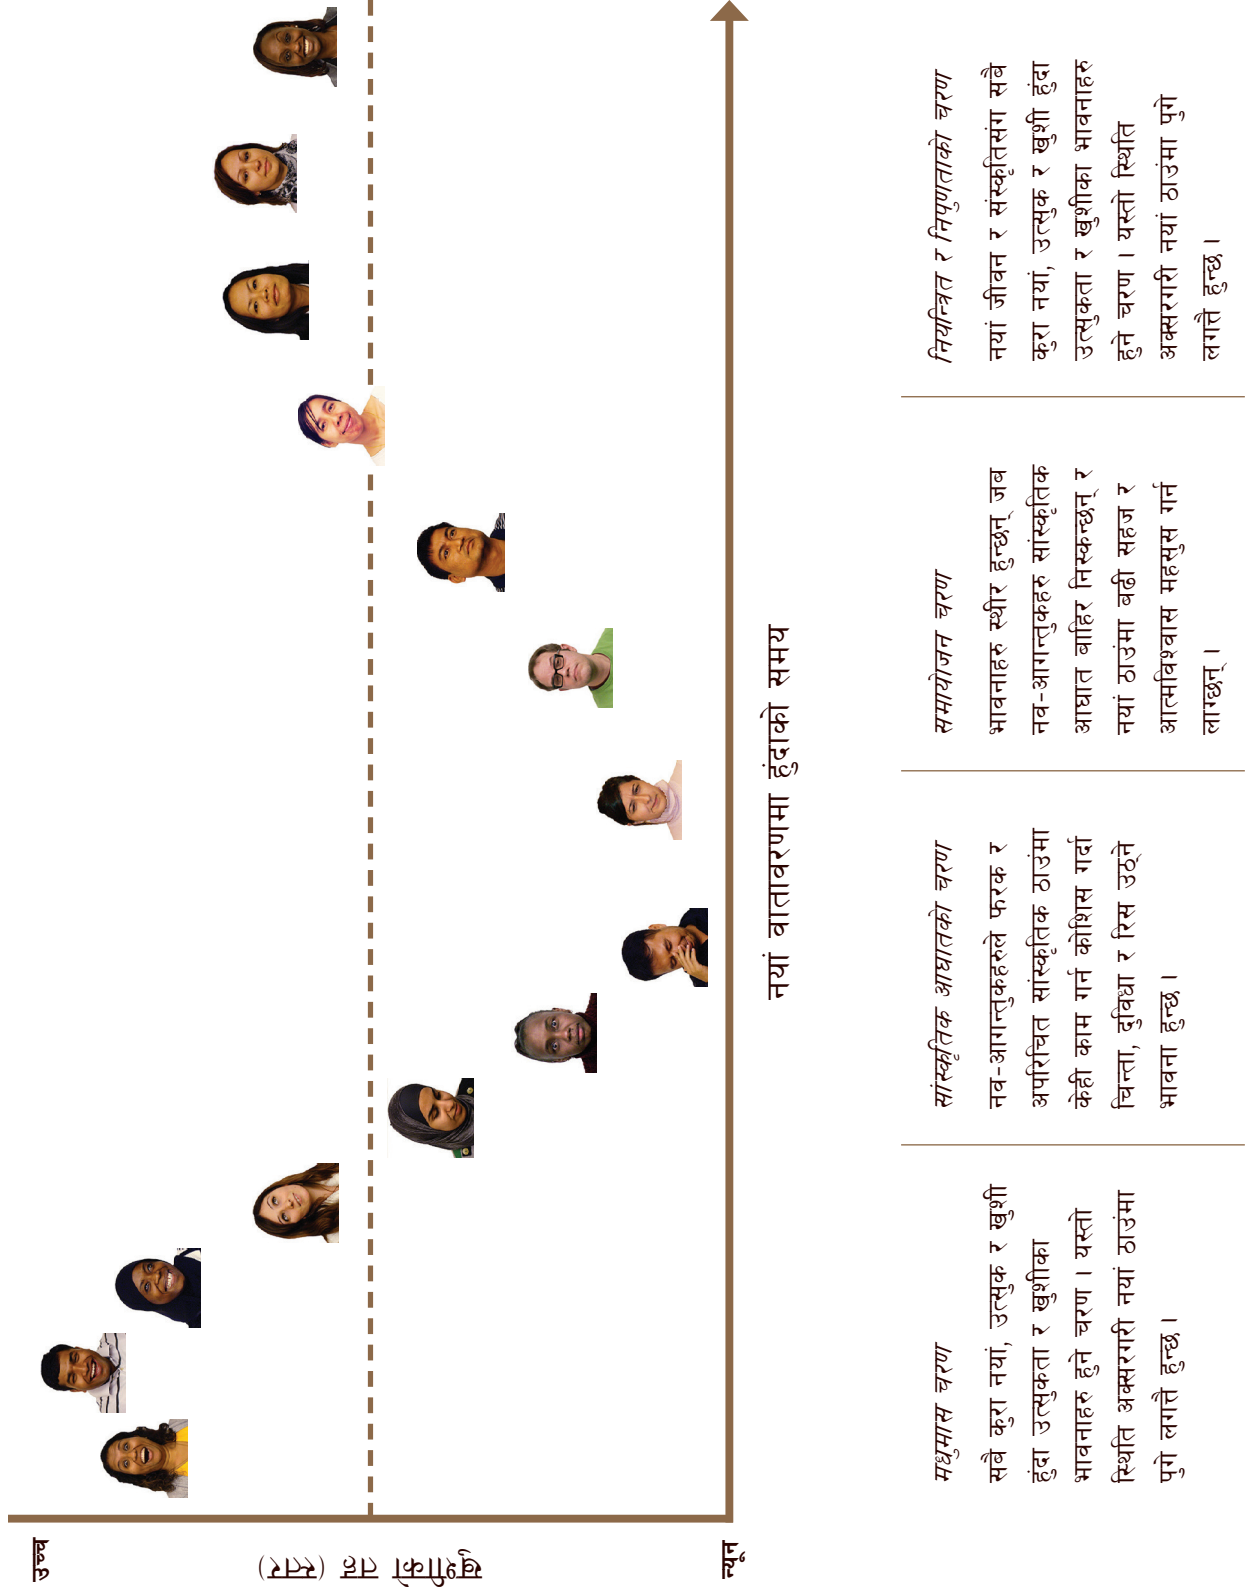 उच्च
खुशीको तह (स्तर)
न्यून
नयां वातावरणमा हुंदाको समय
मधुमास चरण
सबै कुरा नयां, उत्सुक र खुशी
हुंदा उत्सुकता र खुशीका
भावनाहरु हुने चरण । यस्तो
स्थिति अक्सरगरी नयां ठाउंमा
पुगे लगत्तै हुन्छ ।
सांस्कृतिक आघातको चरण
नव-आगन्तुकहरुले फरक र
अपरिचित सांस्कृतिक ठाउंमा
केही काम गर्न कोशिस गर्दा
चिन्ता, दुविधा र रिस उठ्ने
भावना हुन्छ ।
समायोजन चरण
भावनाहरु स्थीर हुन्छन् जब
नव-आगन्तुकहरु सांस्कृतिक
आघात बाहिर निस्कन्छन् र
नयां ठाउंमा बढी सहज र
आत्मविश्वास महसुस गर्न
लाग्छन् ।
नियन्त्रित र निपुणताको चरण
नयां जीवन र संस्कृतिसंग सबै
कुरा नयां, उत्सुक र खुशी हुंदा
उत्सुकता र खुशीका भावनाहरु
हुने चरण । यस्तो स्थिति
अक्सरगरी नयां ठाउंमा पुगे
लगत्तै हुन्छ ।